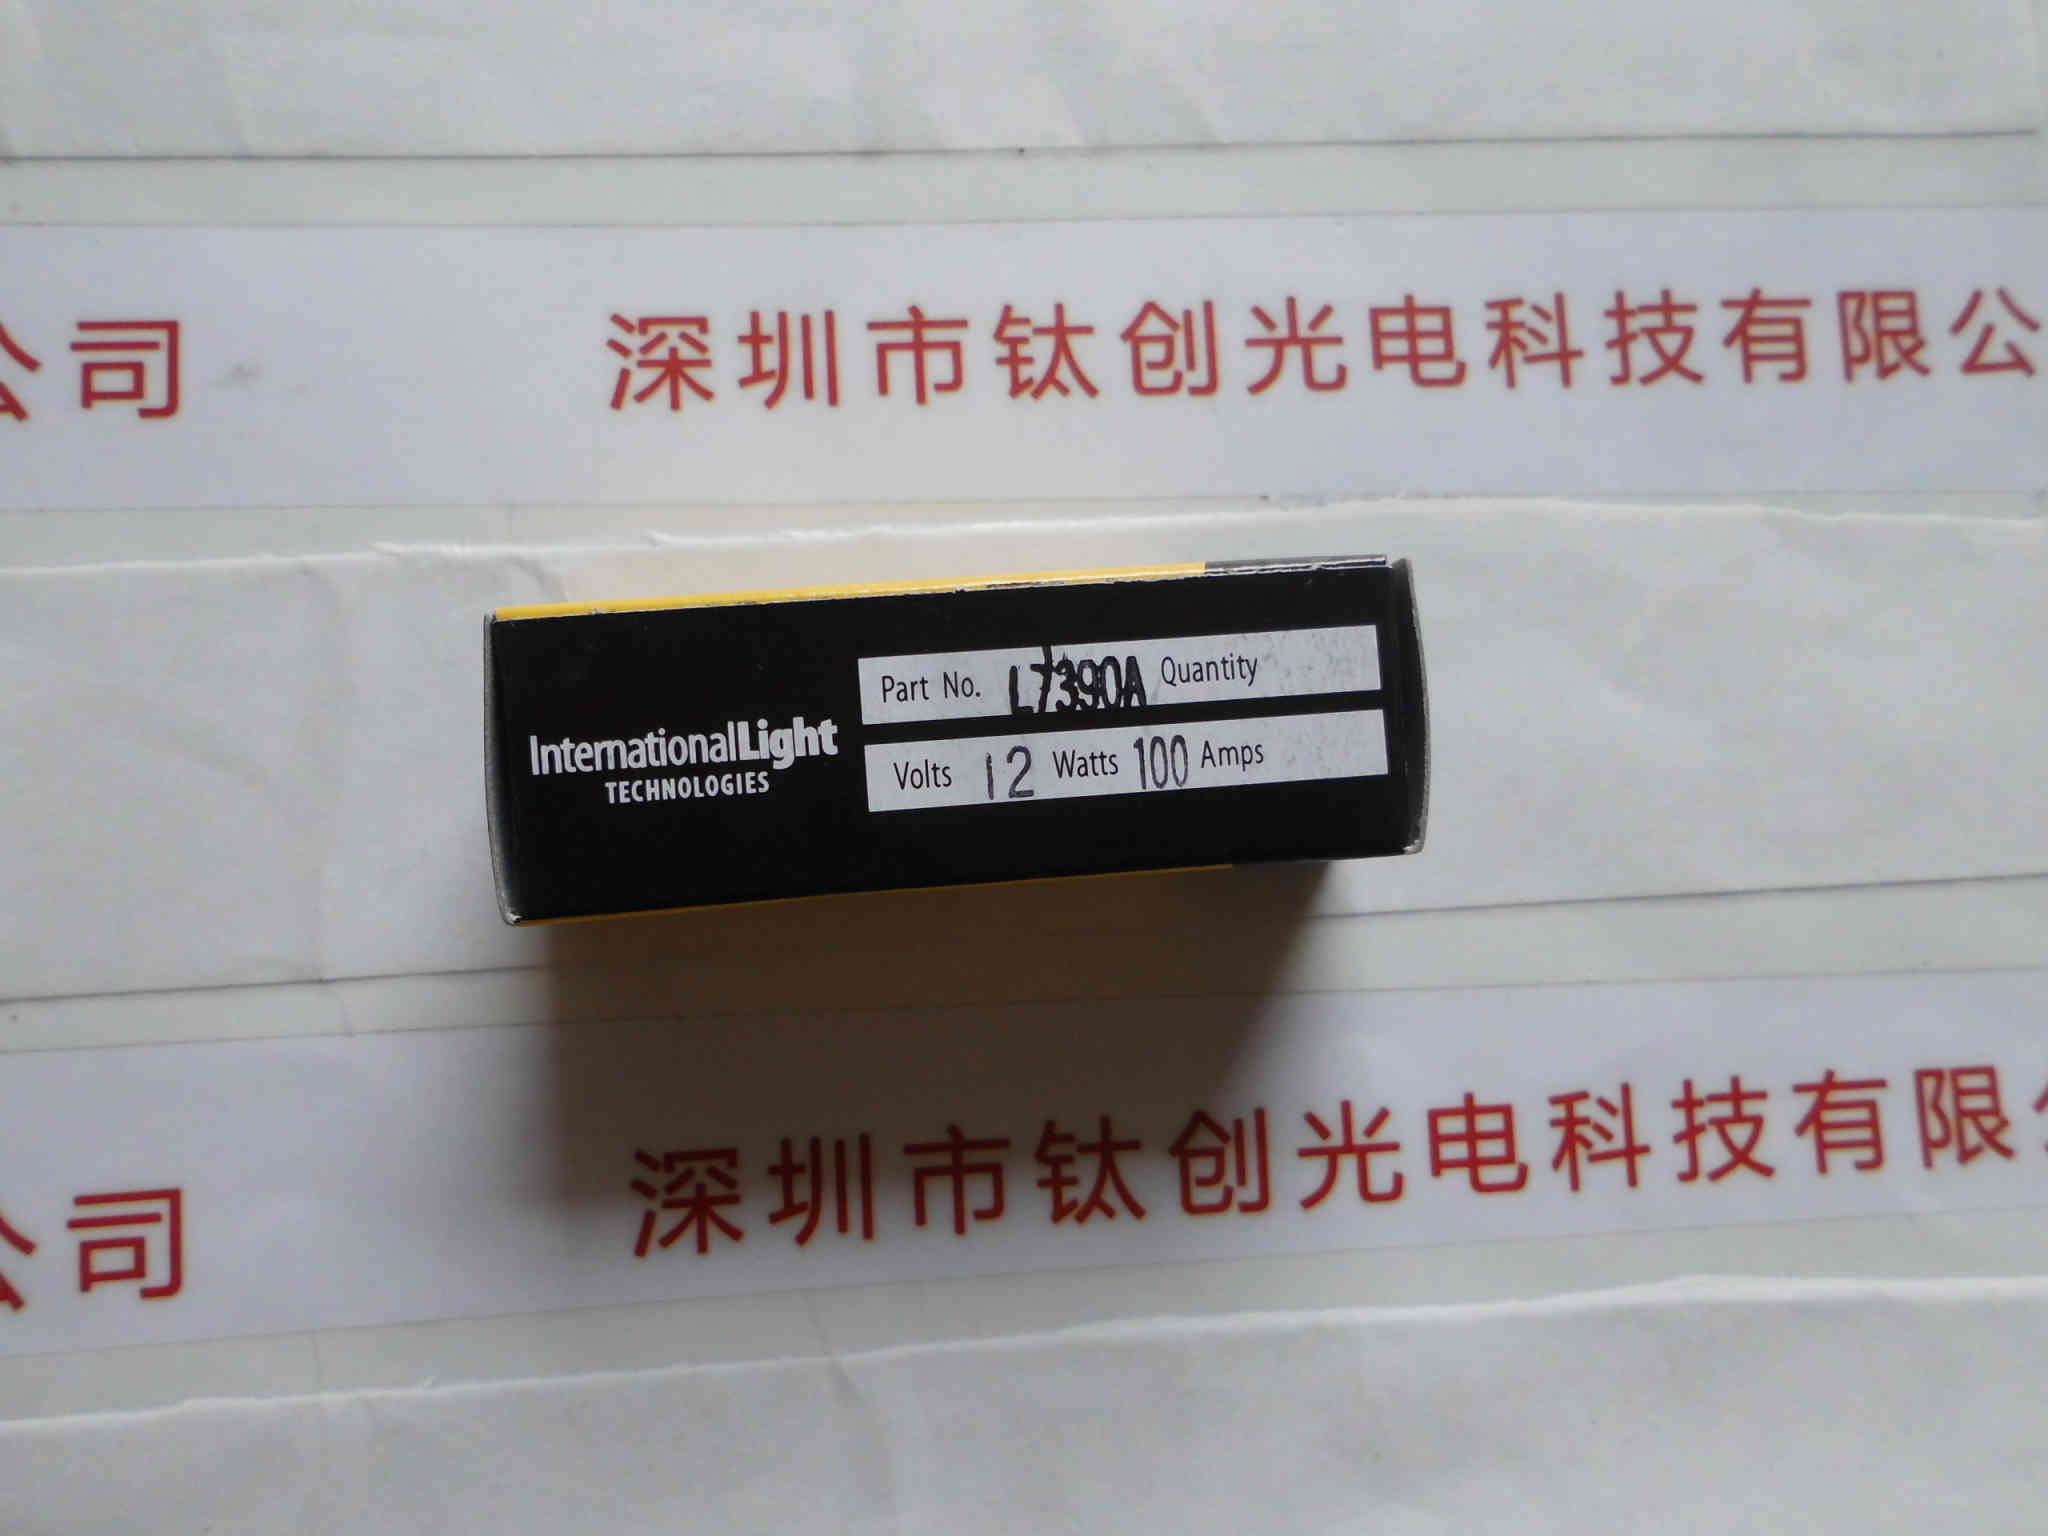 公司 深圳市钛创光电科技有限公
Part No. L7390A Quantity
InternationalLight
TECHNOLOGIES
Volts 12 Watts 100 Amps
公司 深圳市钛创光电科技有限